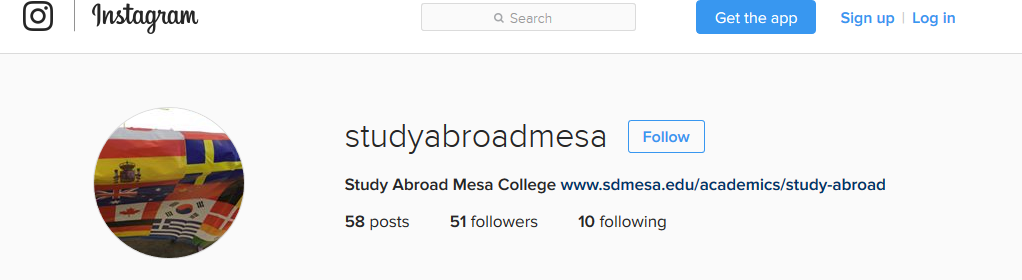 Instagram Search Get the app Sign up | Log in
studyabroadmesa Follow
Study Abroad Mesa College www.sdmesa.edu/academics/study-abroad
58 posts 51 followers 10 following